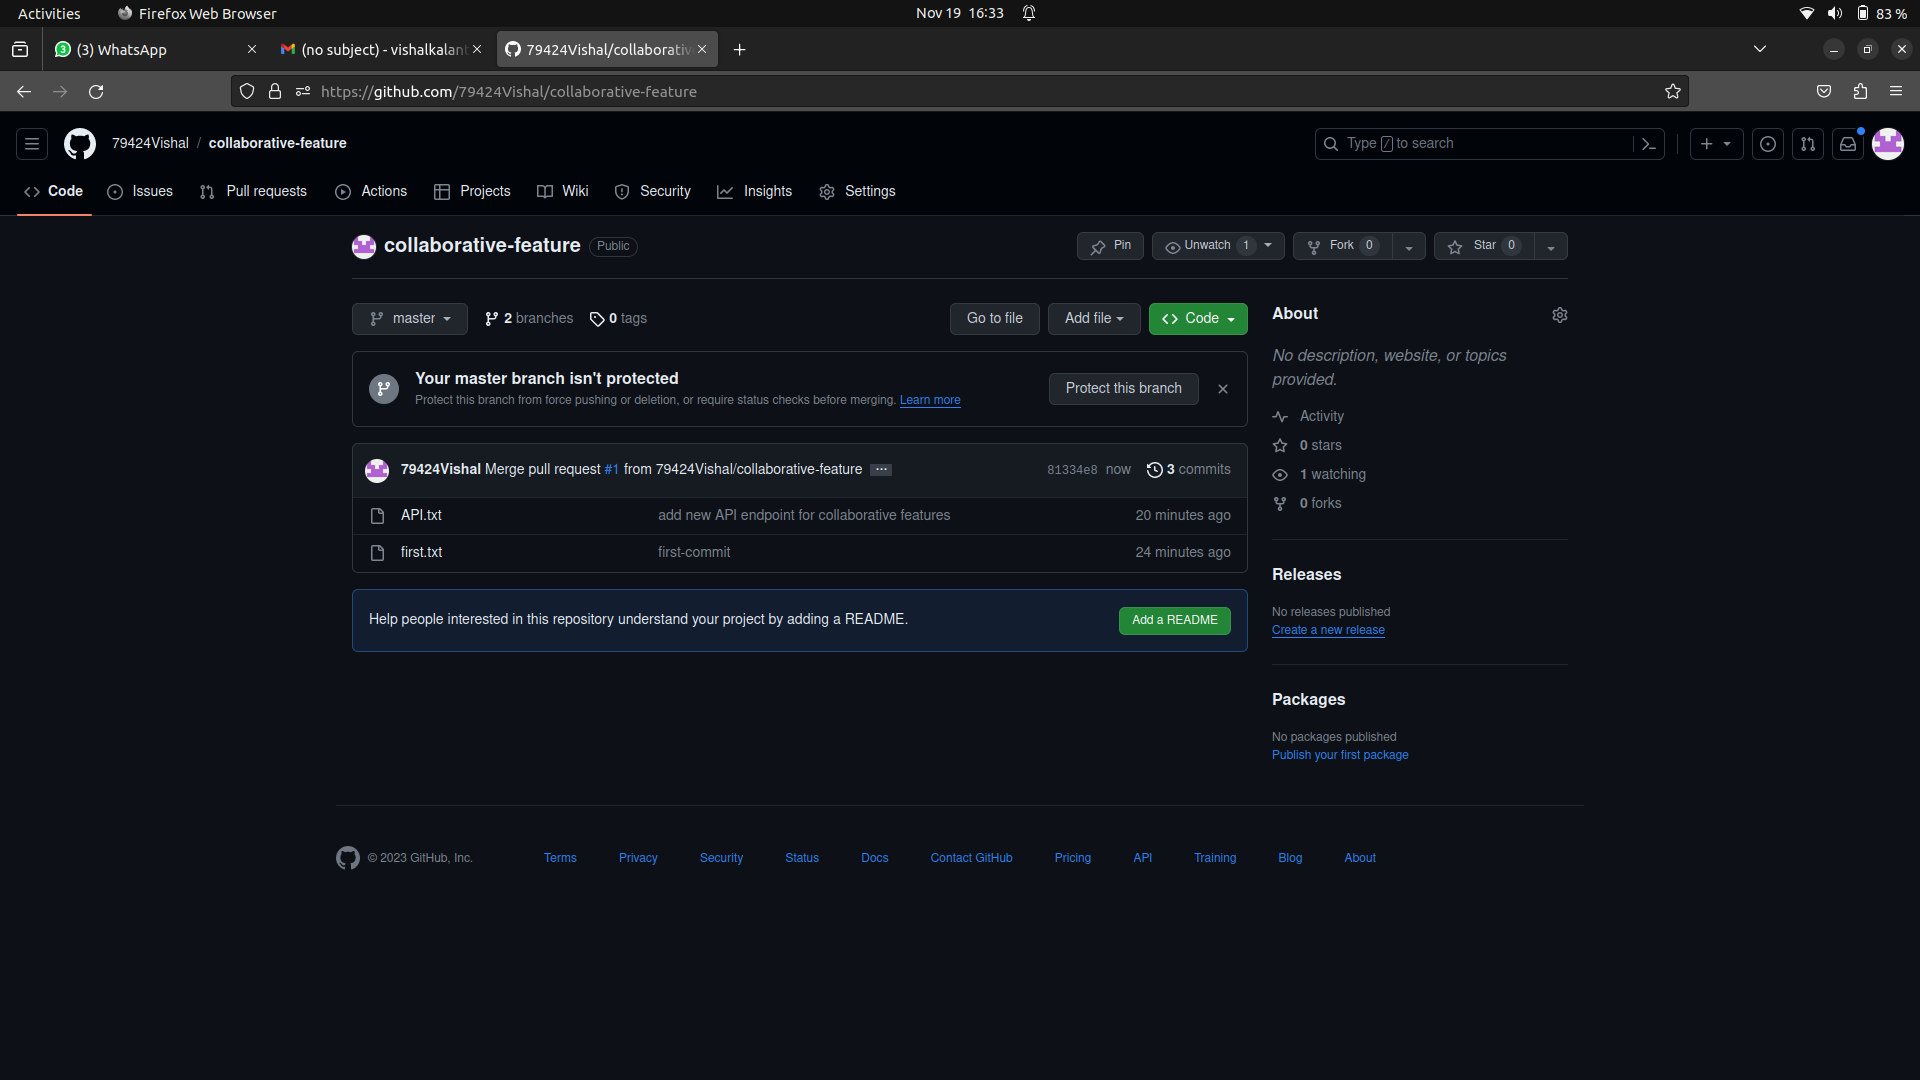 Activities Firefox Web Browser Nov 19 16:33 83 %
(3) WhatsApp (no subject) - vishalkalant 79424Vishal/collaborativ
https://github.com/79424Vishal/collaborative-feature
79424Vishal / collaborative-feature Type / to search
Code Issues Pull requests Actions Projects Wiki Security Insights Settings
collaborative-feature Public Pin Unwatch 1 Fork 0 Star 0
master 2 branches 0 tags Go to file Add file Code
About
No description, website, or topics
provided.
Your master branch isn't protected
Protect this branch from force pushing or deletion, or require status checks before merging. Learn more
Protect this branch
Activity
0 stars
1 watching
0 forks
79424Vishal Merge pull request #1 from 79424Vishal/collaborative-feature ... 81334e8 now 3 commits
API.txt add new API endpoint for collaborative features 20 minutes ago
first.txt first-commit 24 minutes ago
Help people interested in this repository understand your project by adding a README. Add a README
Releases
No releases published
Create a new release
Packages
No packages published
Publish your first package
© 2023 GitHub, Inc. Terms Privacy Security Status Docs Contact GitHub Pricing API Training Blog About